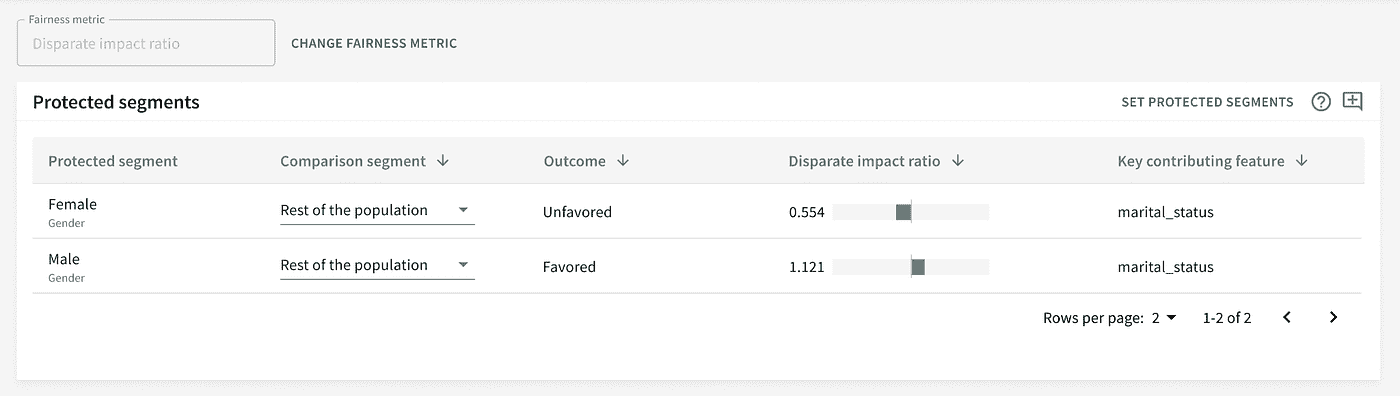 Fairness metric
Disparate impact ratio
CHANGE FAIRNESS METRIC
Protected segments
SET PROTECTED SEGMENTS
Protected segment Comparison segment Outcome Disparate impact ratio Key contributing feature
Female Rest of the population Unfavored 0.554 marital_status
Gender
Male Rest of the population Favored 1.121 marital_status
Gender
Rows per page: 2 1-2 of 2